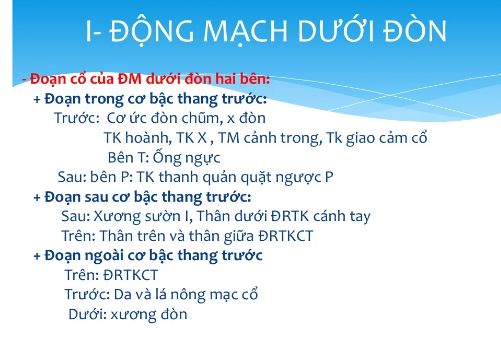 I- ĐỘNG MẠCH DƯỚI ĐÒN
- Đoạn cổ của ĐM dưới đòn hai bên:
+ Đoạn trong cơ bậc thang trước:
Trước: Cơ ức đòn chũm, x đòn
TK hoành, TK X , TM cảnh trong, Tk giao cảm cổ
Bên T: Ống ngực
Sau: bên P: TK thanh quản quặt ngược P
+ Đoạn sau cơ bậc thang trước:
Sau: Xương sườn I, Thân dưới ĐRTK cánh tay
Trên: Thân trên và thân giữa ĐRTKCT
+ Đoạn ngoài cơ bậc thang trước
Trên: ĐRTKCT
Trước: Da và lá nông mạc cổ
Dưới: xương đòn